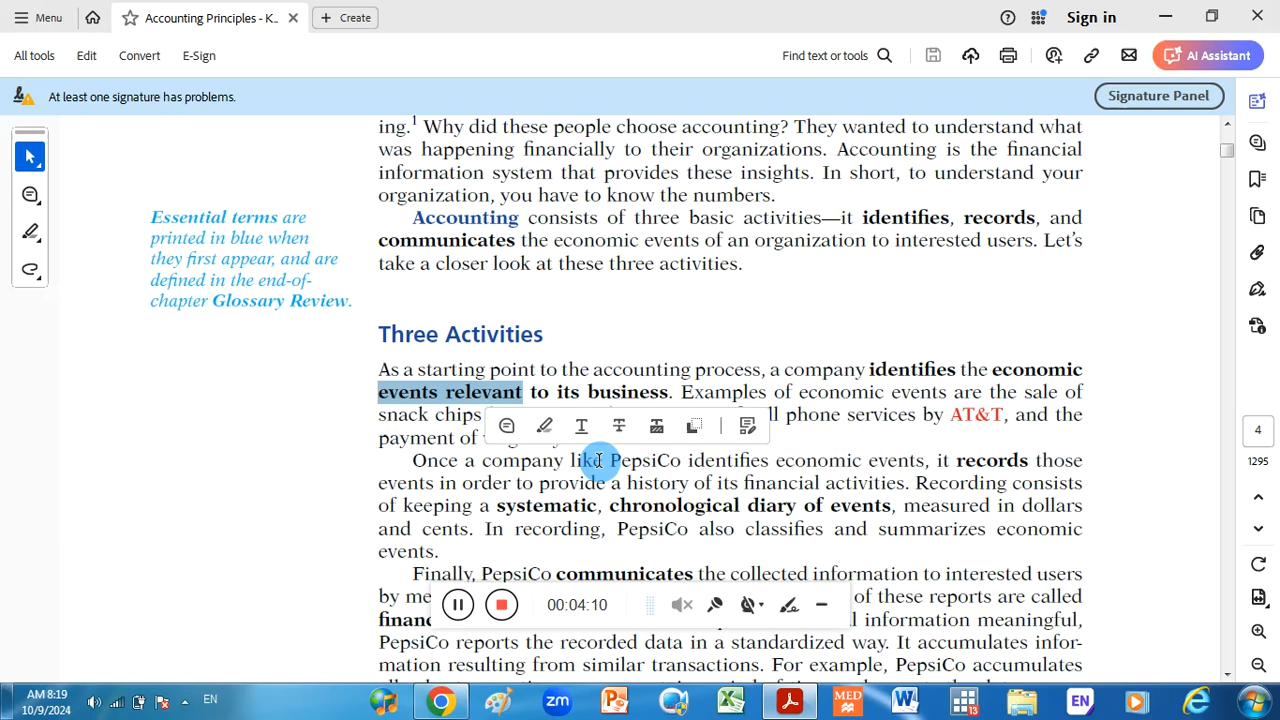 Menu
Accounting Principles - K...
Create
Sign in
All tools
Edit
Convert
E-Sign
Find text or tools
AI Assistant
At least one signature has problems.
Signature Panel
ing.1 Why did these people choose accounting? They wanted to understand what
was happening financially to their organizations. Accounting is the financial
information system that provides these insights. In short, to understand your
organization, you have to know the numbers.
Accounting consists of three basic activities—it identifies, records, and
communicates the economic events of an organization to interested users. Let's
take a closer look at these three activities.
Essential terms are
printed in blue when
they first appear, and are
defined in the end-of-
chapter Glossary Review.
Three Activities
As a starting point to the accounting process, a company identifies the economic
events relevant to its business. Examples of economic events are the sale of
snack chips phone services by AT&T, and the
payment of
Once a company like PepsiCo identifies economic events, it records those
events in order to provide a history of its financial activities. Recording consists
of keeping a systematic, chronological diary of events, measured in dollars
and cents. In recording, PepsiCo also classifies and summarizes economic
events.
Finally, PepsiCo communicates the collected information to interested users
by of these reports are called
information meaningful,
PepsiCo reports the recorded data in a standardized way. It accumulates infor-
mation resulting from similar transactions. For example, PepsiCo accumulates
00:04:10
4
1295
AM 8:19
10/9/2024
EN
zm
MED
13
EN